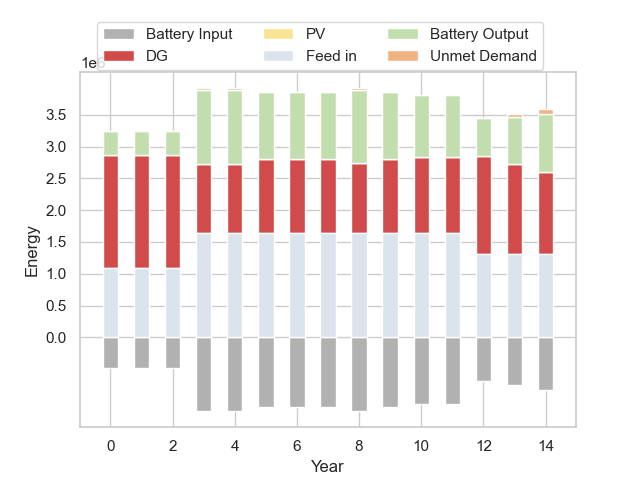 Battery Input PV Battery Output
DG Feed in Unmet Demand
1e6
3.5
3.0
2.5
2.0
1.5
1.0
0.5
0.0
Energy
0 2 4 6 8 10 12 14
Year